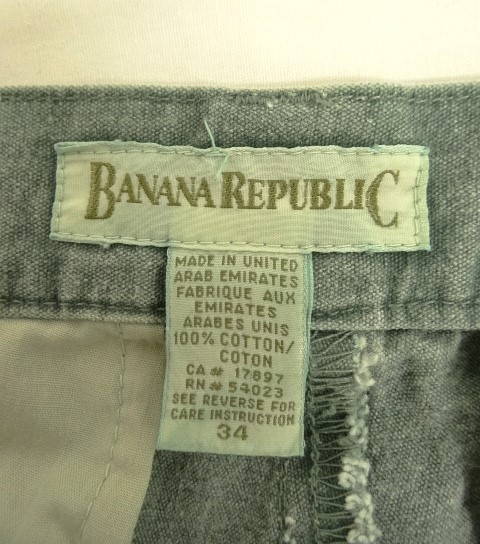 BANANA REPUBLIC
MADE IN UNITED
ARAB EMIRATES
FABRIQUE AUX
EMIRATES
ARABES UNIS
100% COTTON/
COTON
CA# 17897
RN# 54023
SEE REVERSE FOR
CARE INSTRUCTION
34